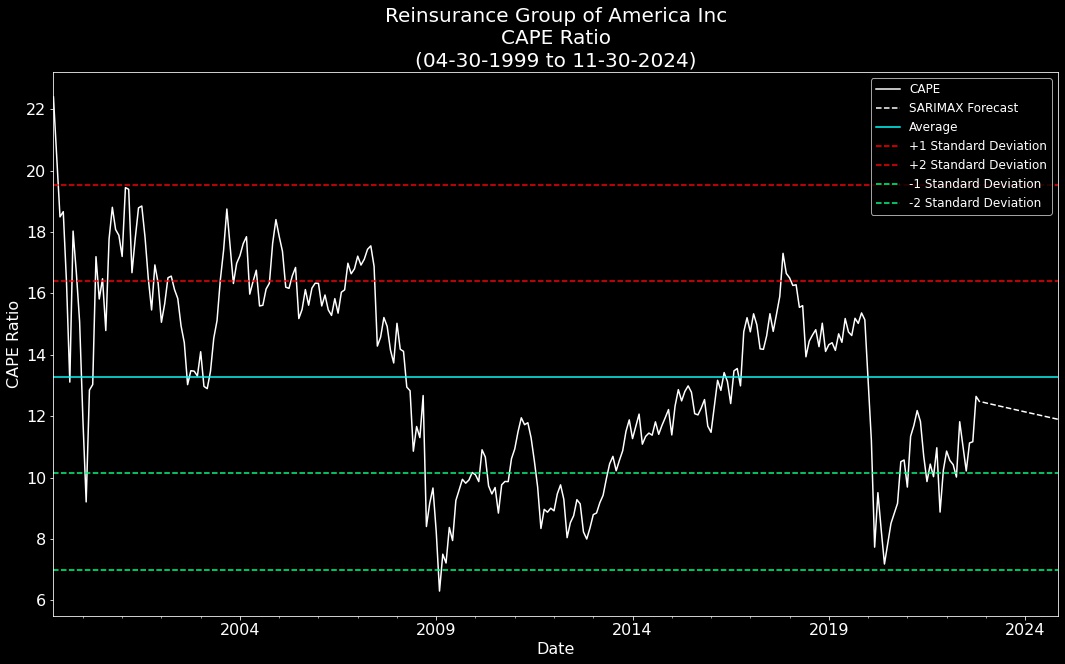 Reinsurance Group of America Inc
CAPE Ratio
(04-30-1999 to 11-30-2024)
CAPE
SARIMAX Forecast
Average
+1 Standard Deviation
+2 Standard Deviation
-1 Standard Deviation
-2 Standard Deviation
CAPE Ratio
22
20
18
16
14
12
10
8
6
2004
2009
2014
2019
2024
Date